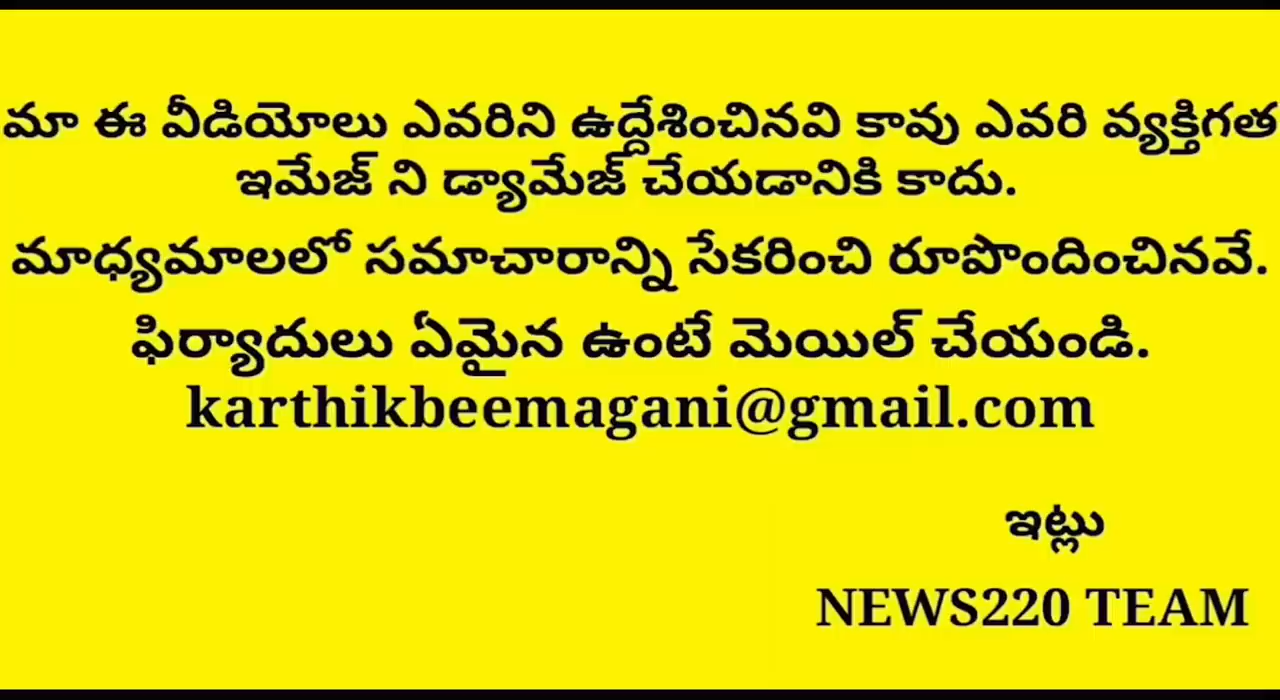 మా ఈ వీడియోలు ఎవరిని ఉద్దేశించినవి కావు ఎవరి వ్యక్తిగత
ఇమేజ్ ని డ్యామేజ్ చేయడానికి కాదు.
మాధ్యమాలలో సమాచారాన్ని సేకరించి రూపొందించినవే.
ఫిర్యాదులు ఏమైన ఉంటే మెయిల్ చేయండి.
karthikbeemagani@gmail.com
ఇట్లు
NEWS220 TEAM